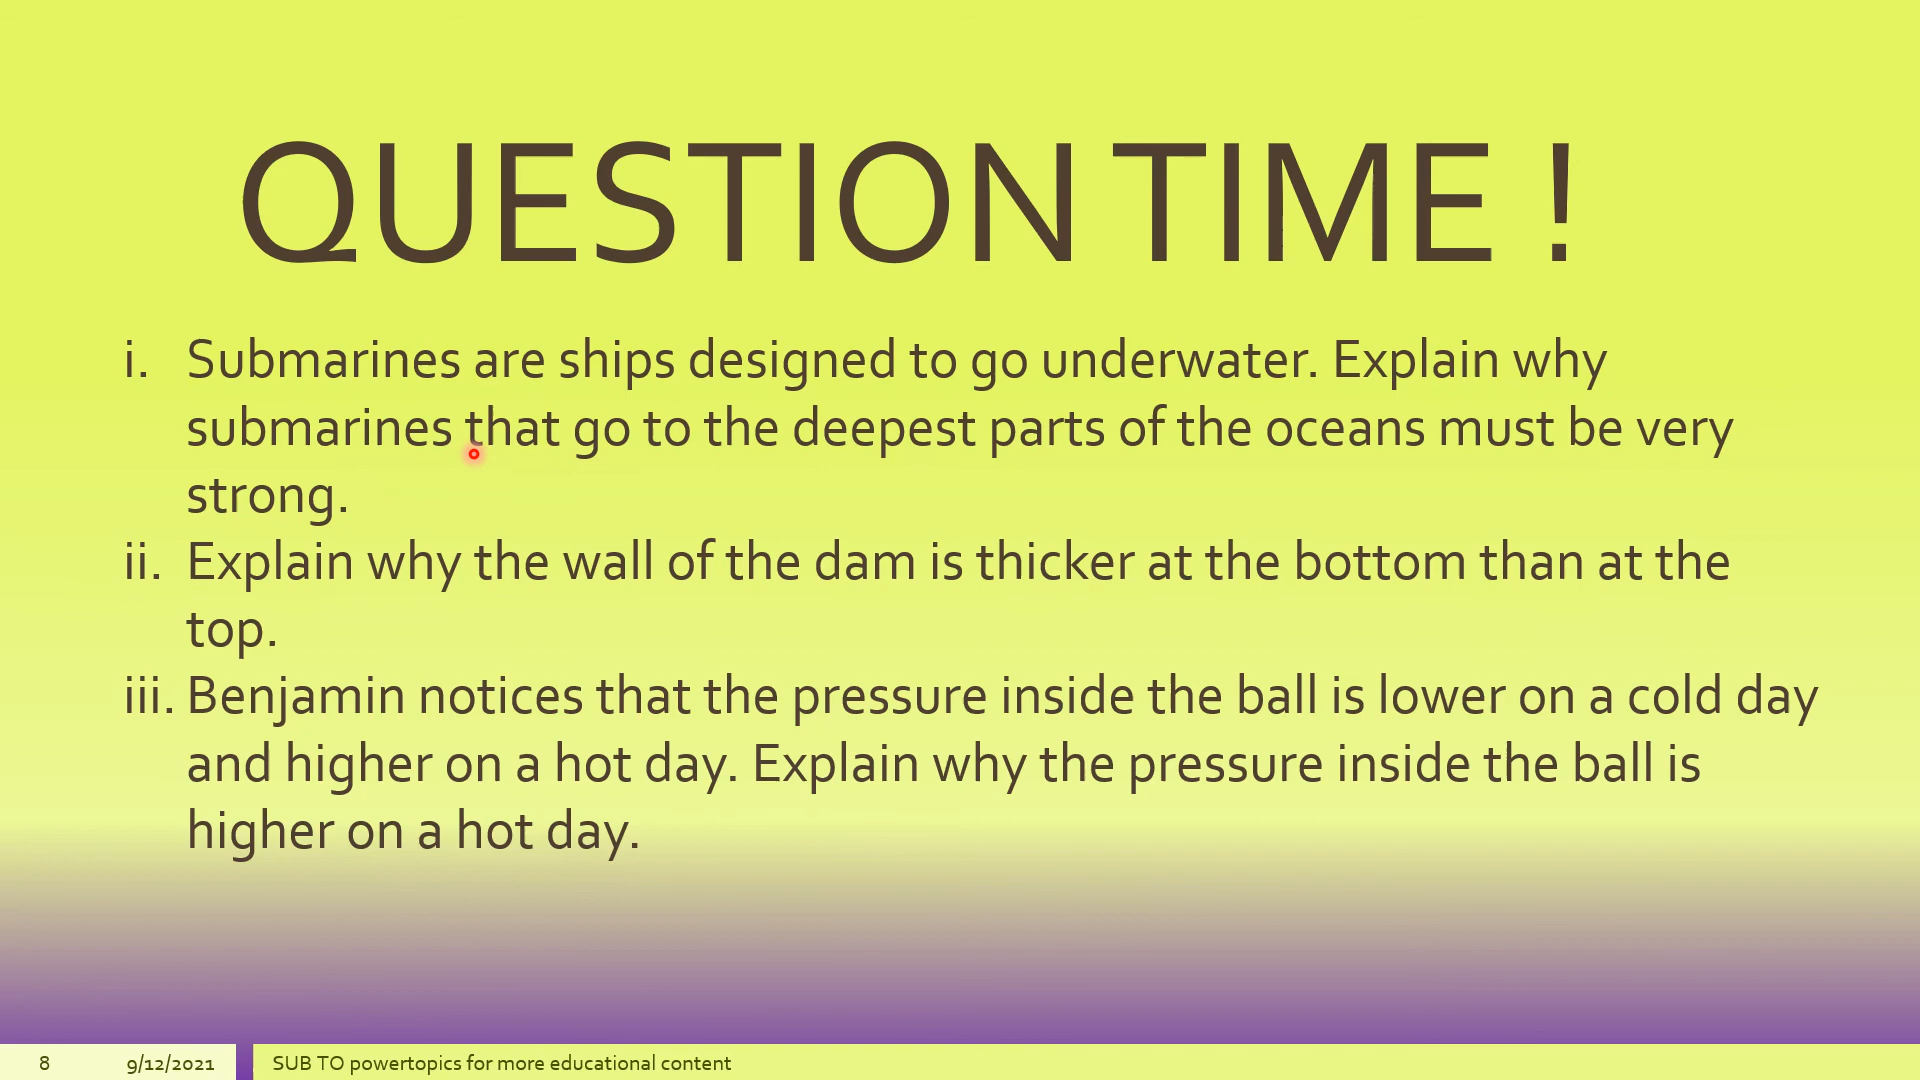 QUESTION TIME !
i. Submarines are ships designed to go underwater. Explain why
submarines that go to the deepest parts of the oceans must be very
strong.
ii. Explain why the wall of the dam is thicker at the bottom than at the
top.
iii. Benjamin notices that the pressure inside the ball is lower on a cold day
and higher on a hot day. Explain why the pressure inside the ball is
higher on a hot day.
8 9/12/2021 SUB TO powertopics for more educational content